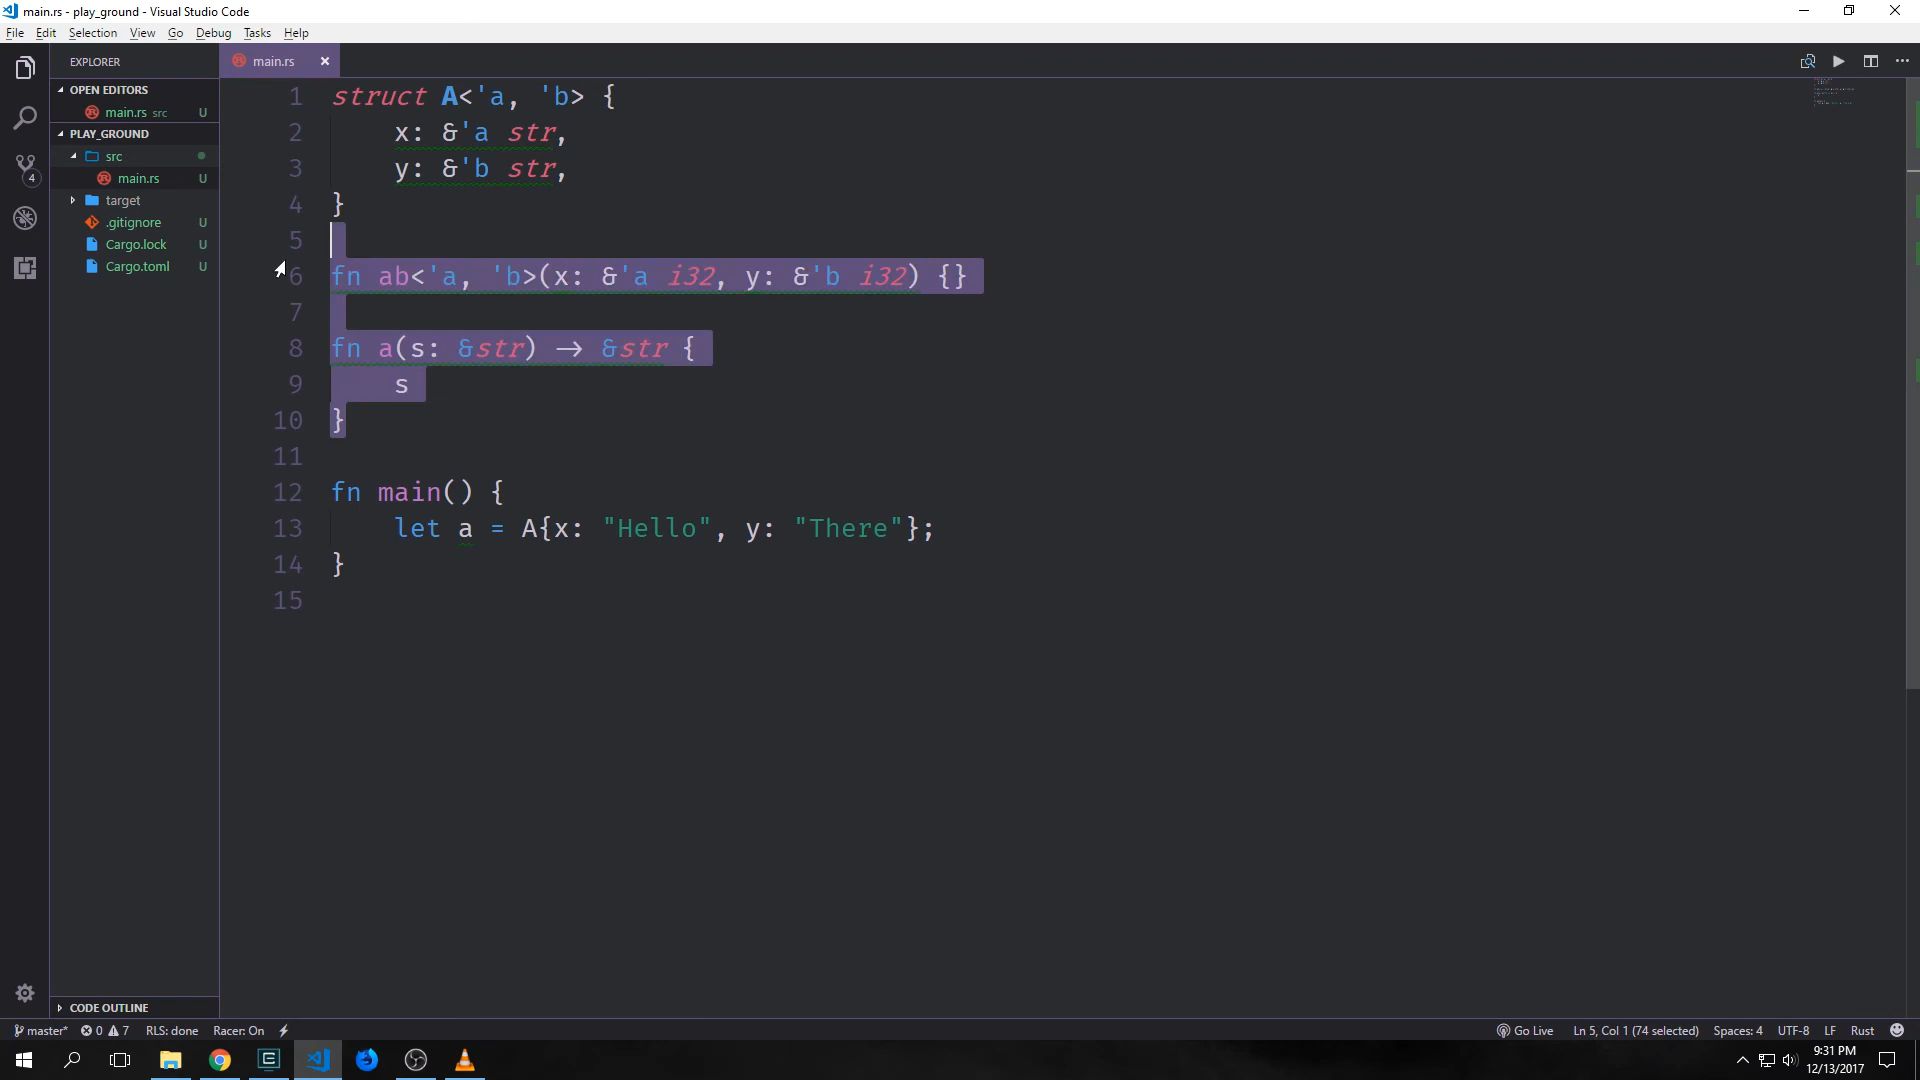 main.rs - play_ground - Visual Studio Code
File Edit Selection View Go Debug Tasks Help
EXPLORER
main.rs
OPEN EDITORS
main.rs src U
PLAY_GROUND
src
main.rs U
target
.gitignore U
Cargo.lock U
Cargo.toml U
4
CODE OUTLINE
1 struct A<'a, 'b> {
2 x: &'a str,
3 y: &'b str,
4 }
5
6 fn ab<'a, 'b>(x: &'a i32, y: &'b i32) {}
7
8 fn a(s: &str) -> &str {
9 s
10 }
11
12 fn main() {
13 let a = A{x: "Hello", y: "There"};
14 }
15
master* 0 7 RLS: done Racer: On Go Live Ln 5, Col 1 (74 selected) Spaces: 4 UTF-8 LF Rust
9:31 PM
12/13/2017